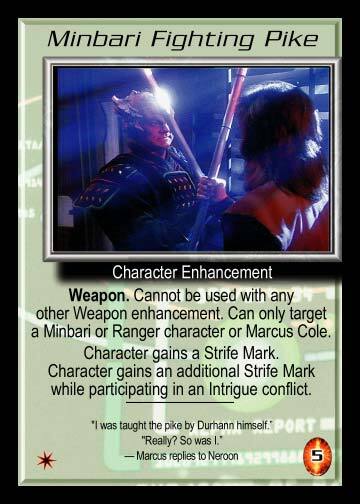 Minbari Fighting Pike
Character Enhancement
Weapon. Cannot be used with any
other Weapon enhancement. Can only target
a Minbari or Ranger character or Marcus Cole.
Character gains a Strife Mark.
Character gains an additional Strife Mark
while participating in an Intrigue conflict.
"I was taught the pike by Durhann himself."
"Really? So was I."
— Marcus replies to Neroon
5